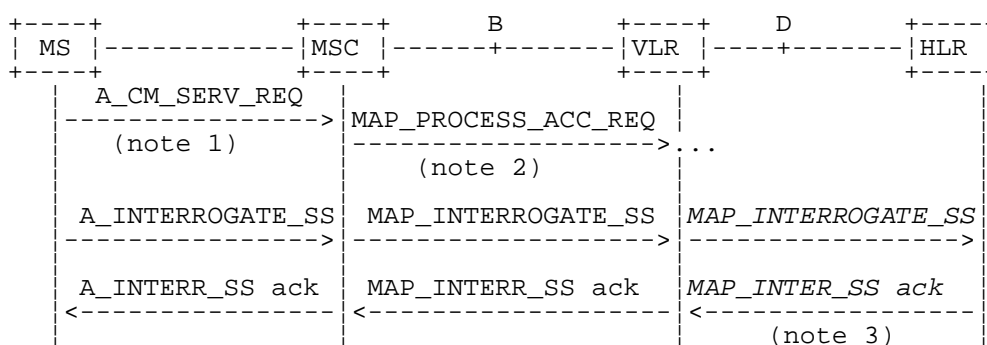 B D
MS MSC VLR HLR
A_CM_SERV_REQ
MAP_PROCESS_ACC_REQ
(note 1) ...
(note 2)
A_INTERROGATE_SS MAP_INTERROGATE_SS MAP_INTERROGATE_SS
A_INTERR_SS ack MAP_INTERR_SS ack MAP_INTER_SS ack
(note 3)